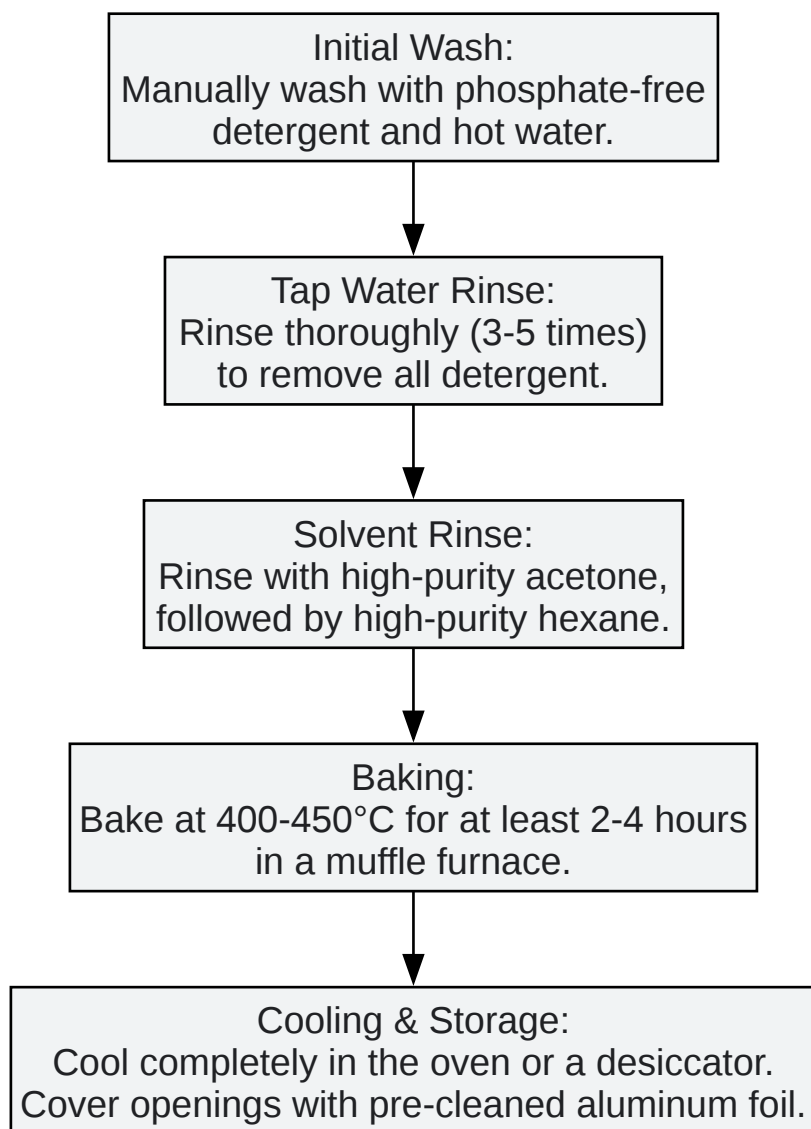 Initial Wash:
Manually wash with phosphate-free
detergent and hot water.
Tap Water Rinse:
Rinse thoroughly (3-5 times)
to remove all detergent.
Solvent Rinse:
Rinse with high-purity acetone,
followed by high-purity hexane.
Baking:
Bake at 400-450°C for at least 2-4 hours
in a muffle furnace.
Cooling & Storage:
Cool completely in the oven or a desiccator.
Cover openings with pre-cleaned aluminum foil.